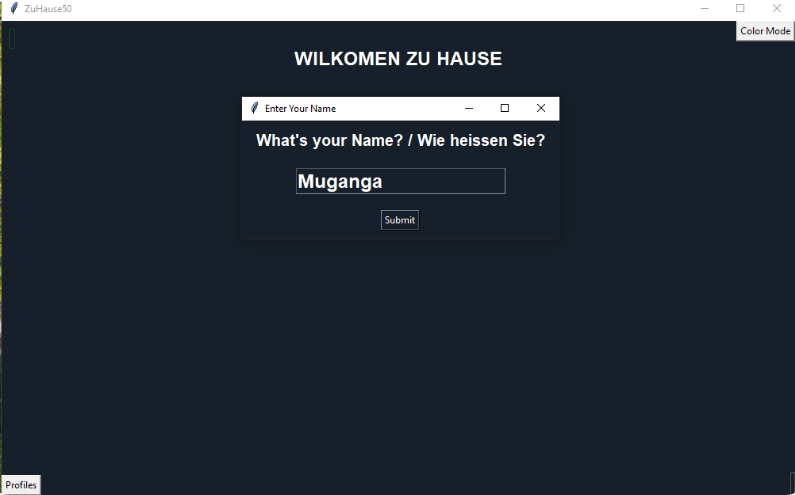 ZuHause50
Color Mode
WILKOMEN ZU HAUSE
Enter Your Name
What's your Name? / Wie heissen Sie?
Muganga
Submit
Profiles